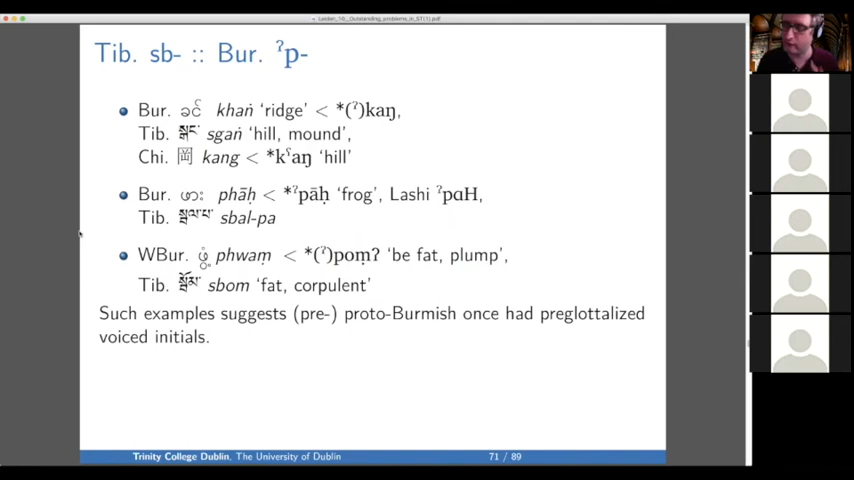 Leiden_10__Outstanding_problems_in_ST(1).pdf
Tib. sb- :: Bur. ˀp-
Bur. ခင် khaṅ ‘ridge’ < *(ˀ)kaŋ,
Tib. སྒང་ sgaṅ ‘hill, mound’,
Chi. 岡 kang < *kˤaŋ ‘hill’
Bur. ဖား phāḥ < *ˀpāḥ ‘frog’, Lashi ˀpɑH,
Tib. སྦལ་པ་ sbal-pa
WBur. ဖွံ့ phwaṃ < *(ˀ)poṃʔ ‘be fat, plump’,
Tib. སྦོམ་ sbom ‘fat, corpulent’
Such examples suggests (pre-) proto-Burmish once had preglottalized
voiced initials.
Trinity College Dublin, The University of Dublin 71 / 89